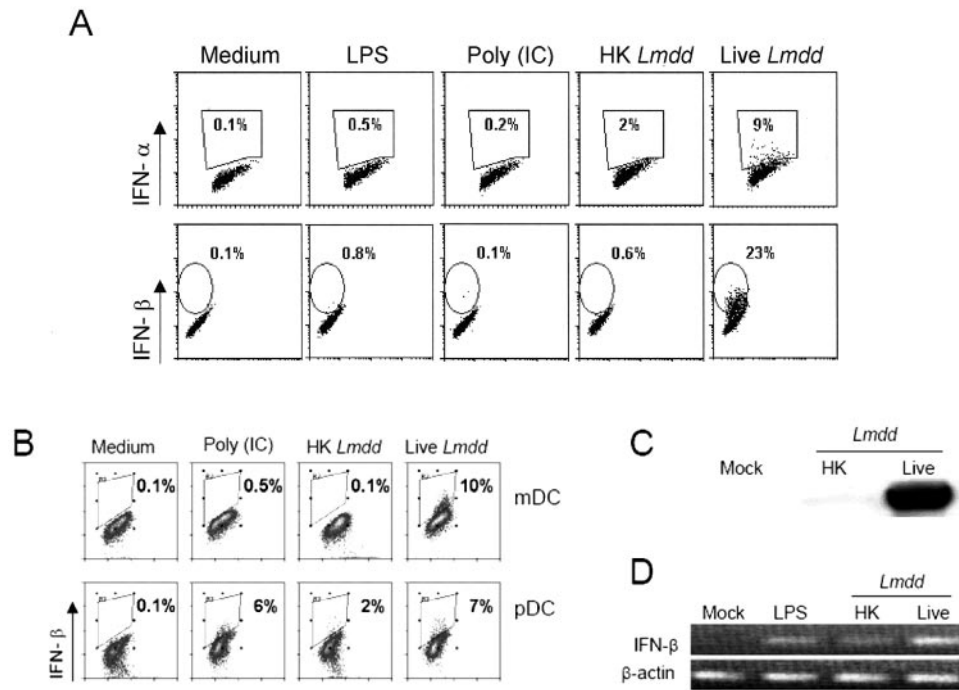 A
Medium LPS Poly (IC) HK Lmdd Live Lmdd
IFN- α
0.1% 0.5% 0.2% 2% 9%
IFN- β
0.1% 0.8% 0.1% 0.6% 23%
B
Medium Poly (IC) HK Lmdd Live Lmdd
0.1% 0.5% 0.1% 10%
mDC
0.1% 6% 2% 7%
pDC
IFN- β
C
Lmdd
Mock HK Live
D
Lmdd
Mock LPS HK Live
IFN-β
β-actin